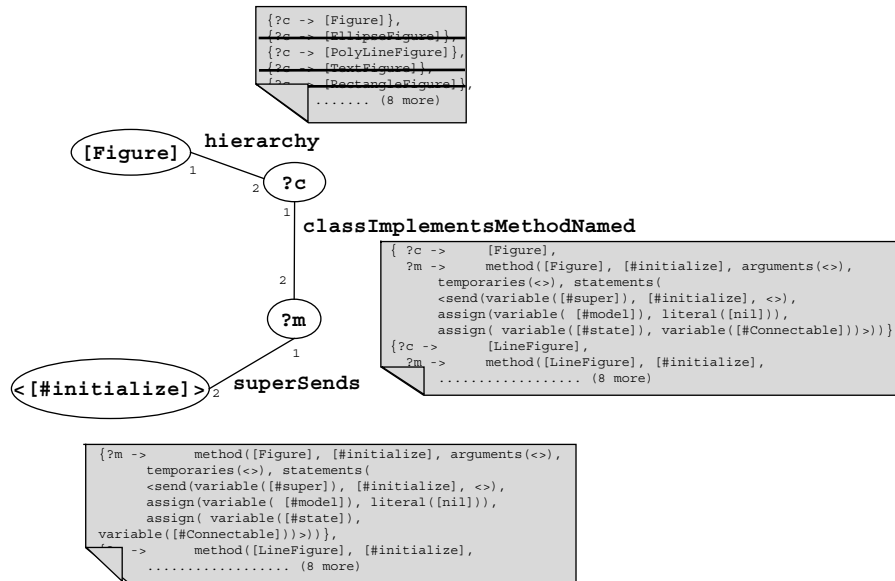 {?c -> [Figure]},
{?c -> [EllipseFigure]},
{?c -> [PolyLineFigure]},
{?c -> [TextFigure]},
{?c -> [RectangleFigure]},
....... (8 more)
hierarchy
[Figure]
1
2
?c
1
classImplementsMethodNamed
{ ?c -> [Figure],
?m -> method([Figure], [#initialize], arguments(<>),
temporaries(<>), statements(
<send(variable([#super]), [#initialize], <>),
assign(variable( [#model]), literal([nil])),
assign( variable([#state]), variable([#Connectable]))>))}
{?c -> [LineFigure],
?m -> method([LineFigure], [#initialize],
.................. (8 more)
2
?m
1
<[#initialize]>
2
superSends
{?m -> method([Figure], [#initialize], arguments(<>),
temporaries(<>), statements(
<send(variable([#super]), [#initialize], <>),
assign(variable( [#model]), literal([nil])),
assign( variable([#state]),
variable([#Connectable]))>))},
-> method([LineFigure], [#initialize],
.................. (8 more)